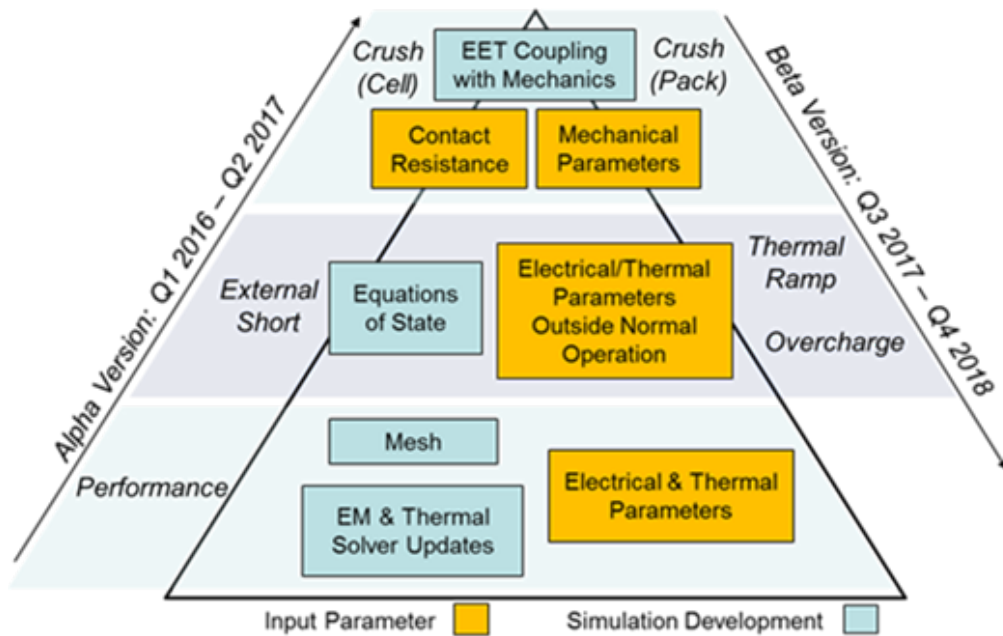 Crush
(Cell)
EET Coupling
with Mechanics
Crush
(Pack)
Contact
Resistance
Mechanical
Parameters
Alpha Version: Q1 2016 – Q2 2017
Beta Version: Q3 2017 – Q4 2018
External
Short
Equations
of State
Electrical/Thermal
Parameters
Outside Normal
Operation
Thermal
Ramp
Overcharge
Performance
Mesh
EM & Thermal
Solver Updates
Electrical & Thermal
Parameters
Input Parameter
Simulation Development